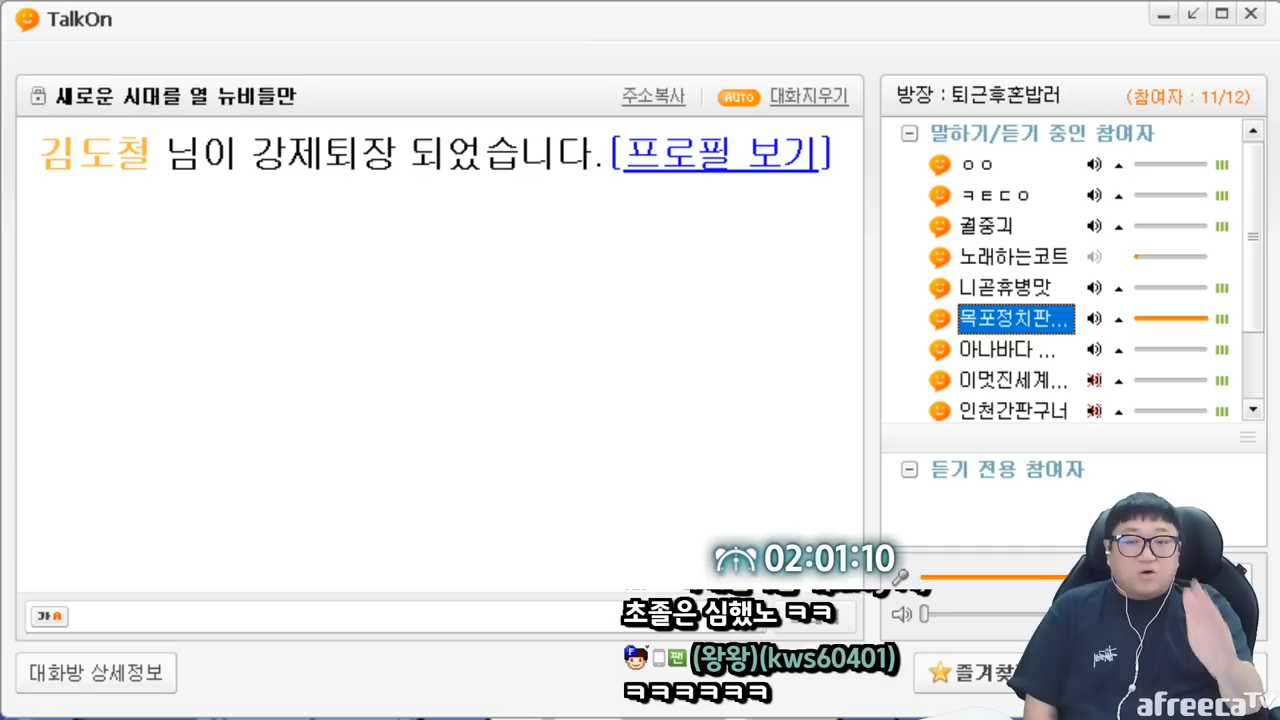 TalkOn
새로운 시대를 열 뉴비들만
주소복사
AUTO 대화지우기
김도철 님이 강제퇴장 되었습니다.[프로필 보기]
방장 : 퇴근후혼밥러
(참여자 : 11/12)
말하기/듣기 중인 참여자
ㅇㅇ
ㅋㅌㄷㅇ
궐중긔
노래하는코트
니곧휴병맛
목포정치판...
아나바다 ...
이멋진세계...
인천간판구너
듣기 전용 참여자
02:01:10
초졸은 심했노 ㅋㅋ
팬 (왕왕)(kws60401)
ㅋㅋㅋㅋㅋㅋ
가
대화방 상세정보
즐겨찾
afreecaTV